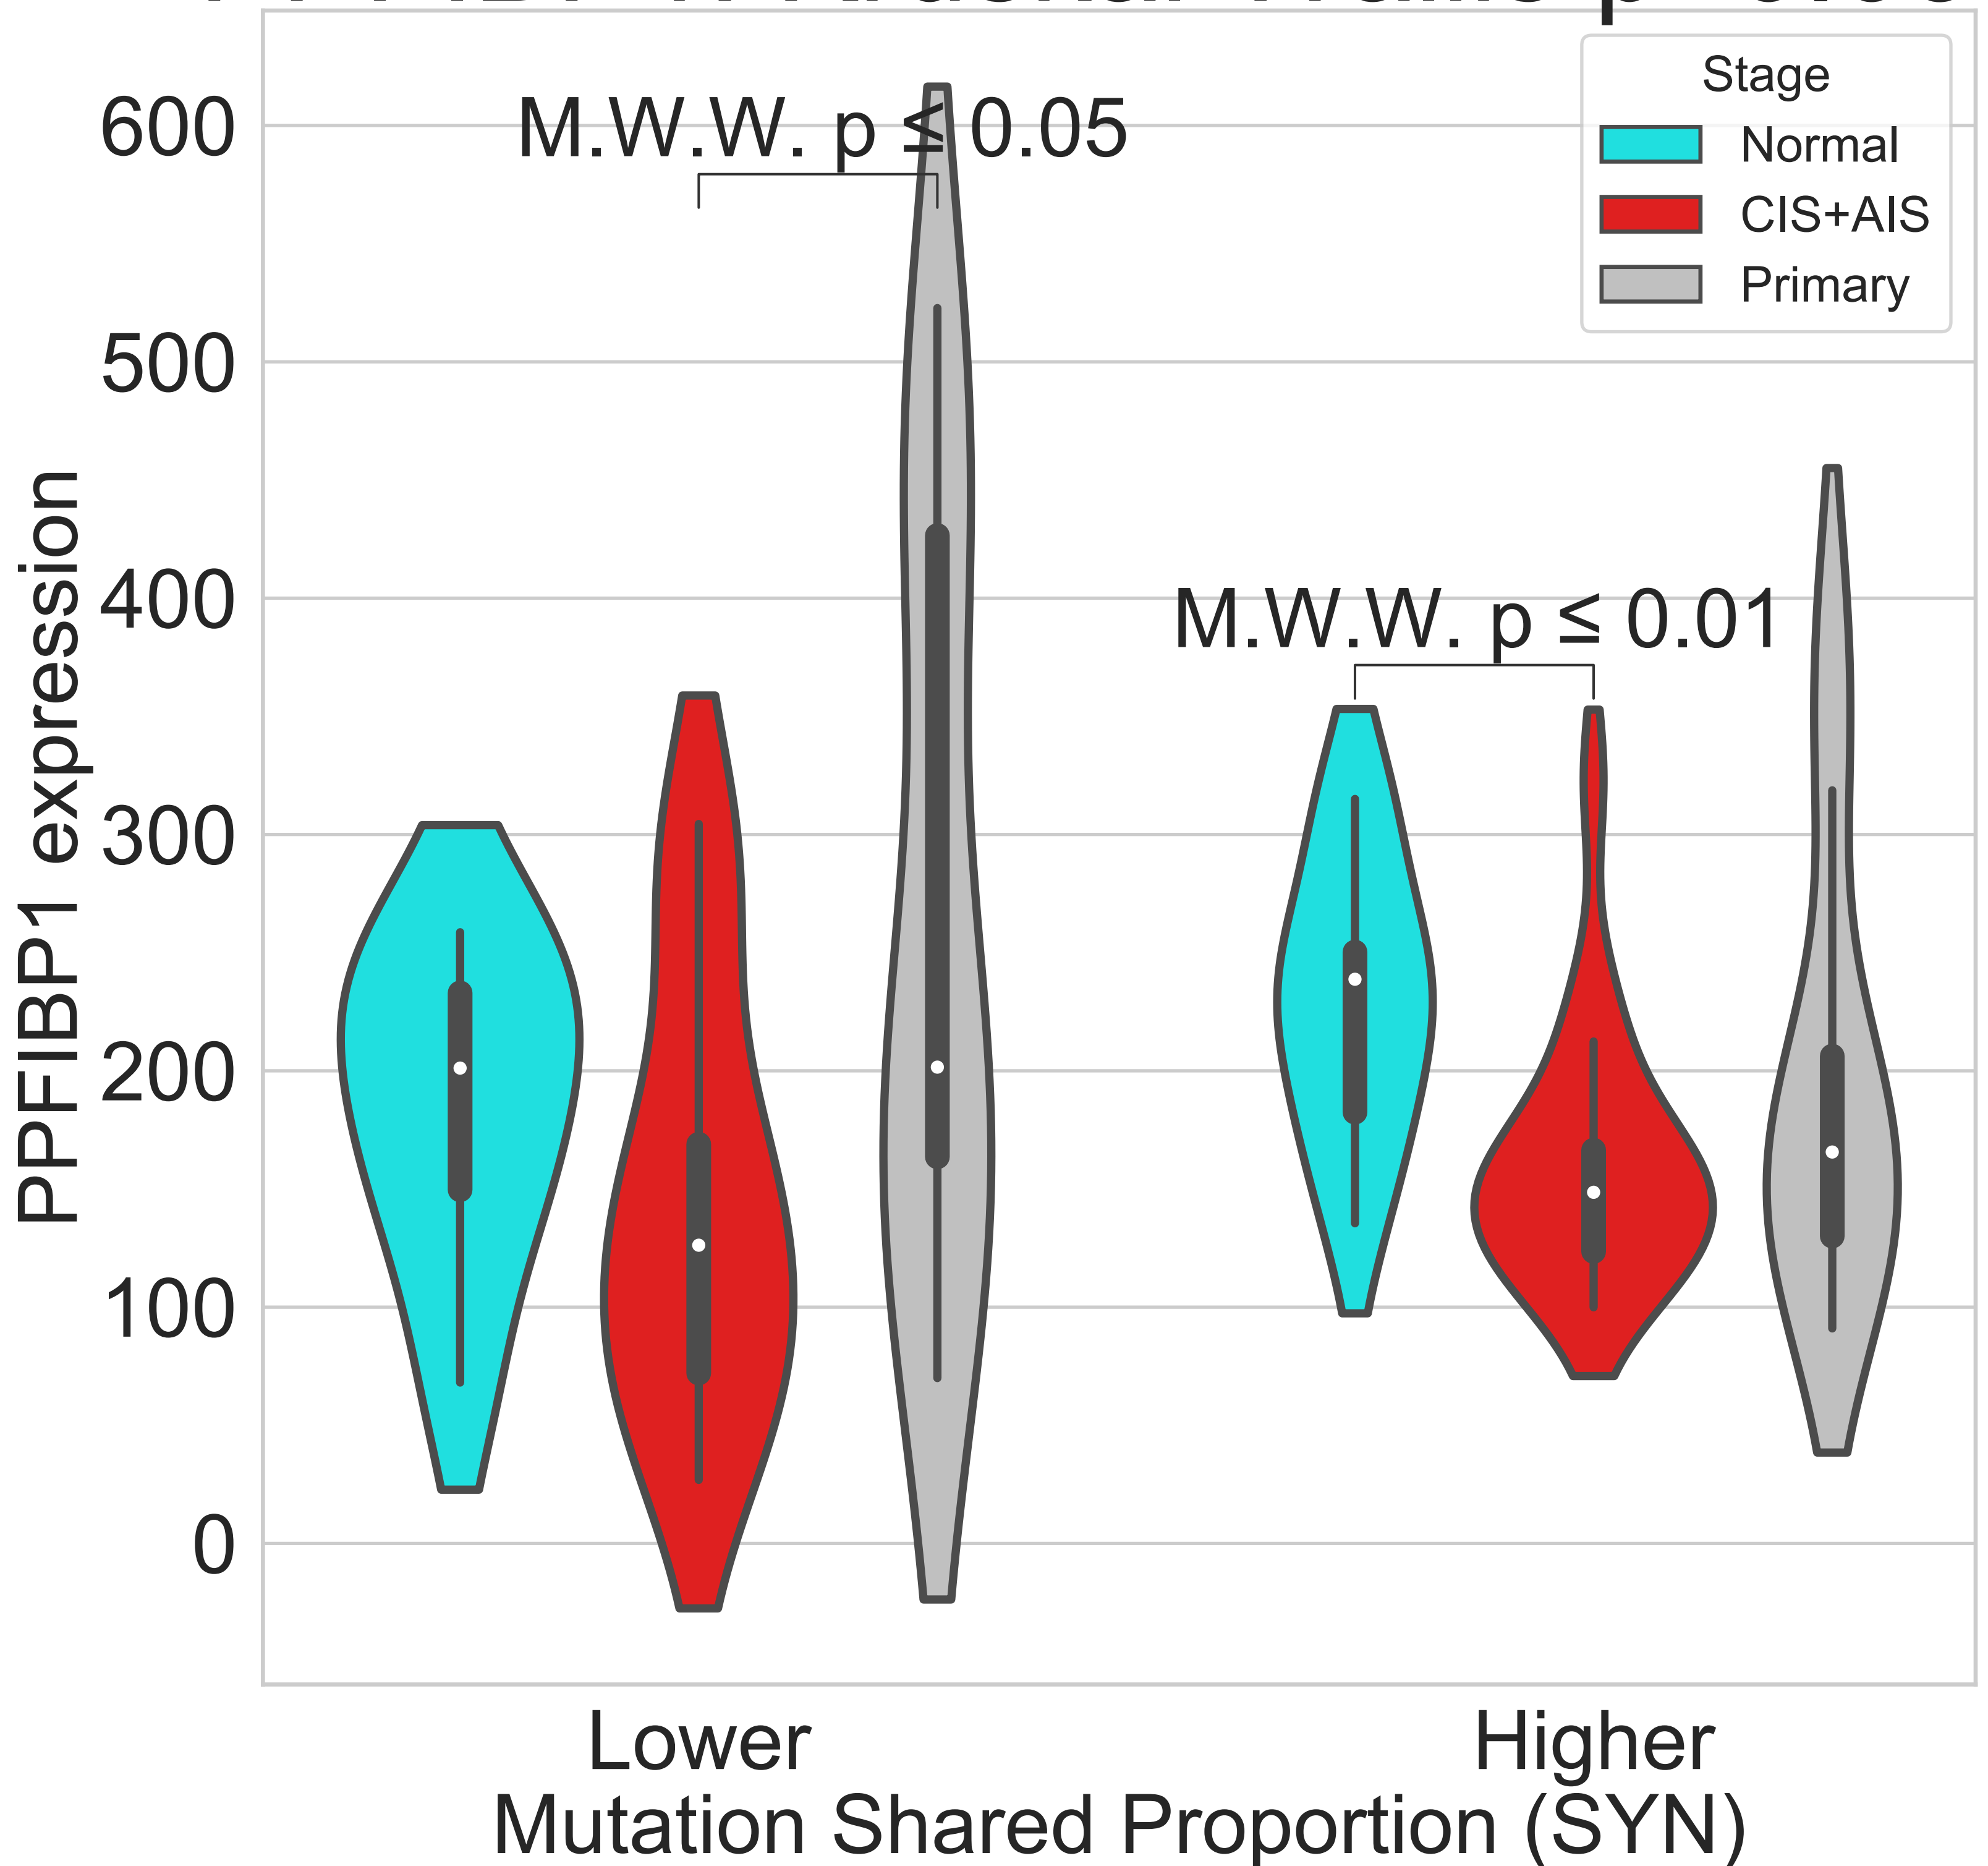 Stage
Normal
CIS+AIS
Primary
M.W.W. p ≤ 0.05
M.W.W. p ≤ 0.01
600
500
400
300
200
100
0
PPFIBP1 expression
Lower
Higher
Mutation Shared Proportion (SYN)